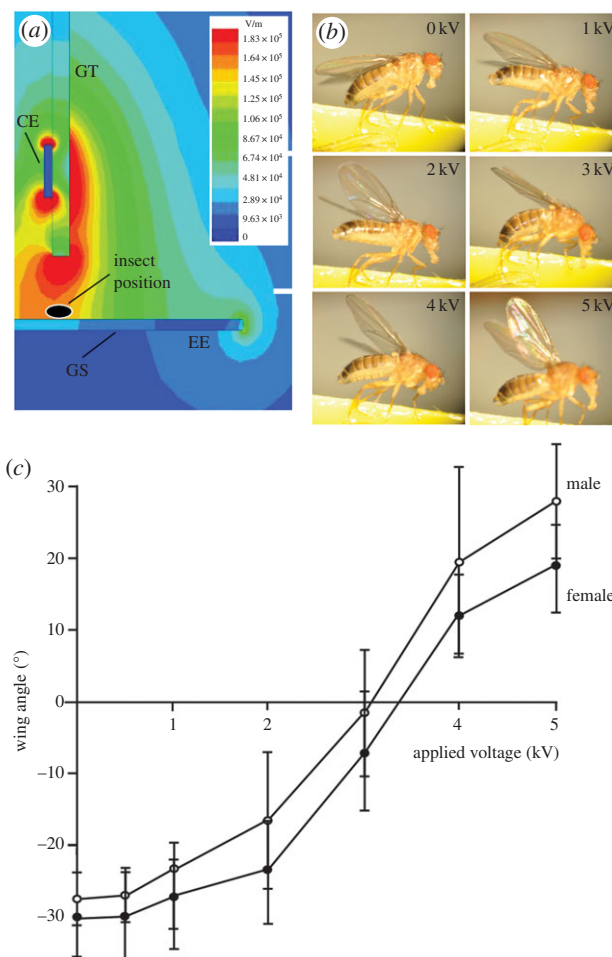 (a)
V/m
1.83 × 10⁵
1.64 × 10⁵
1.45 × 10⁵
1.25 × 10⁵
1.06 × 10⁵
8.67 × 10⁴
6.74 × 10⁴
4.81 × 10⁴
2.89 × 10⁴
9.63 × 10³
0
GT
CE
insect
position
EE
GS
(b)
0 kV
1 kV
2 kV
3 kV
4 kV
5 kV
(c)
30
20
10
0
−10
−20
−30
wing angle (°)
1
2
4
5
applied voltage (kV)
male
female